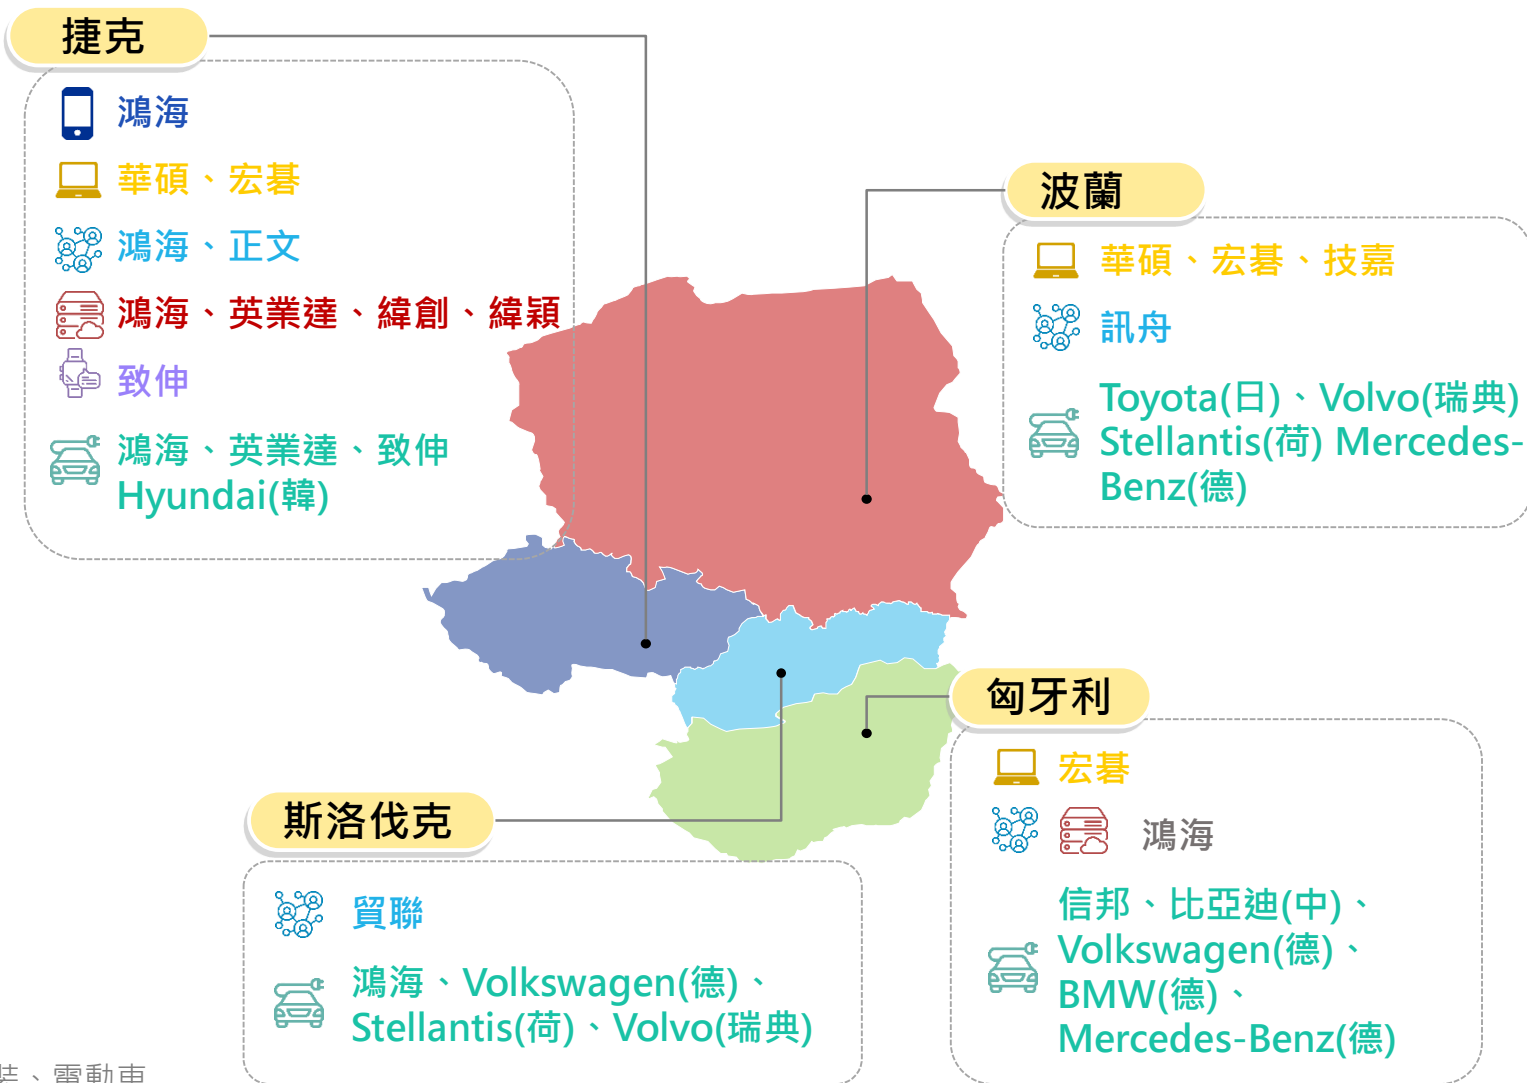 捷克
鴻海
華碩、宏碁
鴻海、正文
鴻海、英業達、緯創、緯穎
致伸
鴻海、英業達、致伸
Hyundai(韓)
波蘭
華碩、宏碁、技嘉
訊舟
Toyota(日)、Volvo(瑞典)
Stellantis(荷) Mercedes-
Benz(德)
匈牙利
宏碁
鴻海
信邦、比亞迪(中)、
Volkswagen(德)、
BMW(德)、
Mercedes-Benz(德)
斯洛伐克
貿聯
鴻海、Volkswagen(德)、
Stellantis(荷)、Volvo(瑞典)
裝、電動車